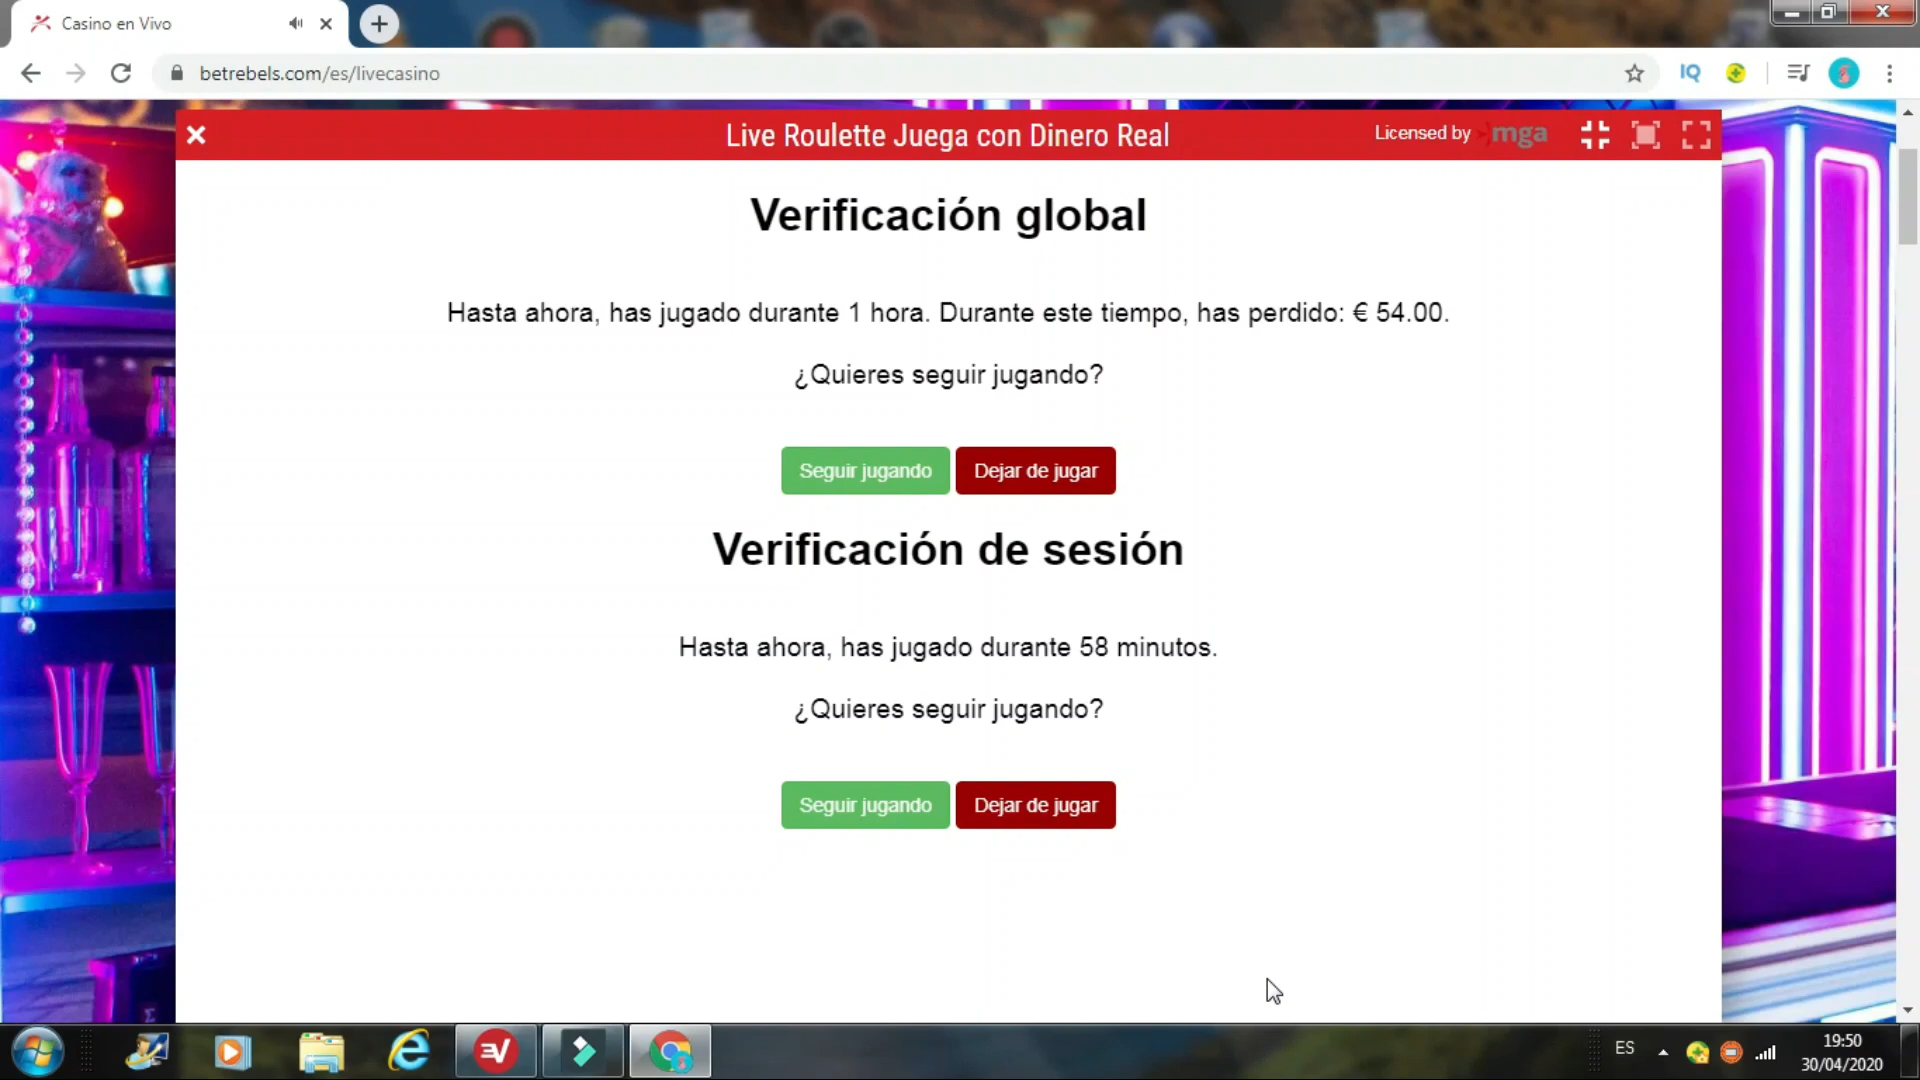 Casino en Vivo
betrebels.com/es/livecasino
IQ
Live Roulette Juega con Dinero Real
Licensed by mga
Verificación global
Hasta ahora, has jugado durante 1 hora. Durante este tiempo, has perdido: € 54.00.
¿Quieres seguir jugando?
Seguir jugando Dejar de jugar
Verificación de sesión
Hasta ahora, has jugado durante 58 minutos.
¿Quieres seguir jugando?
Seguir jugando Dejar de jugar
ES
19:50
30/04/2020